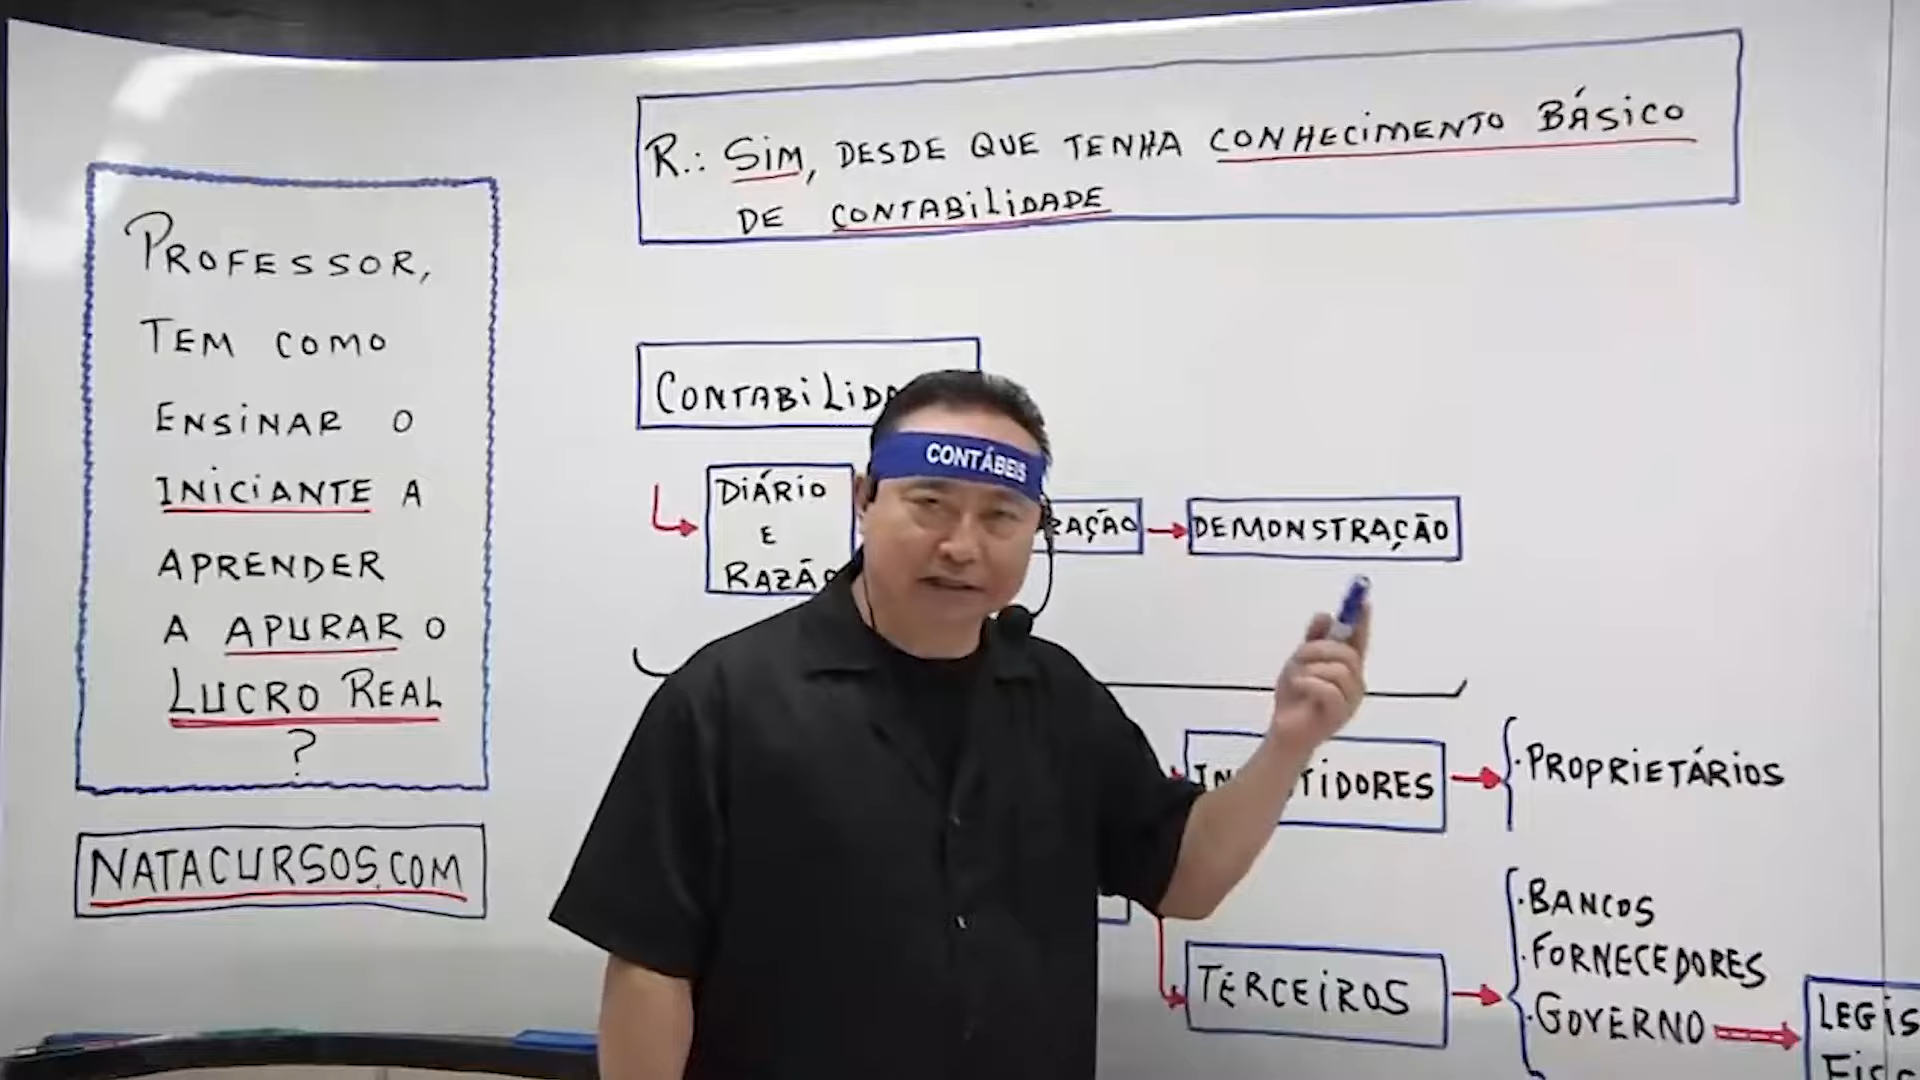 R.: SIM, DESDE QUE TENHA CONHECIMENTO BÁSICO
DE CONTABILIDADE
PROFESSOR,
TEM COMO
ENSINAR O
INICIANTE A
APRENDER
A APURAR O
LUCRO REAL
?
NATACURSOS.COM
CONTÁBEIS
DIÁRIO
E
RAZÃO
DEMONSTRAÇÃO
PROPRIETÁRIOS
TERCEIROS
BANCOS
FORNECEDORES
GOVERNO